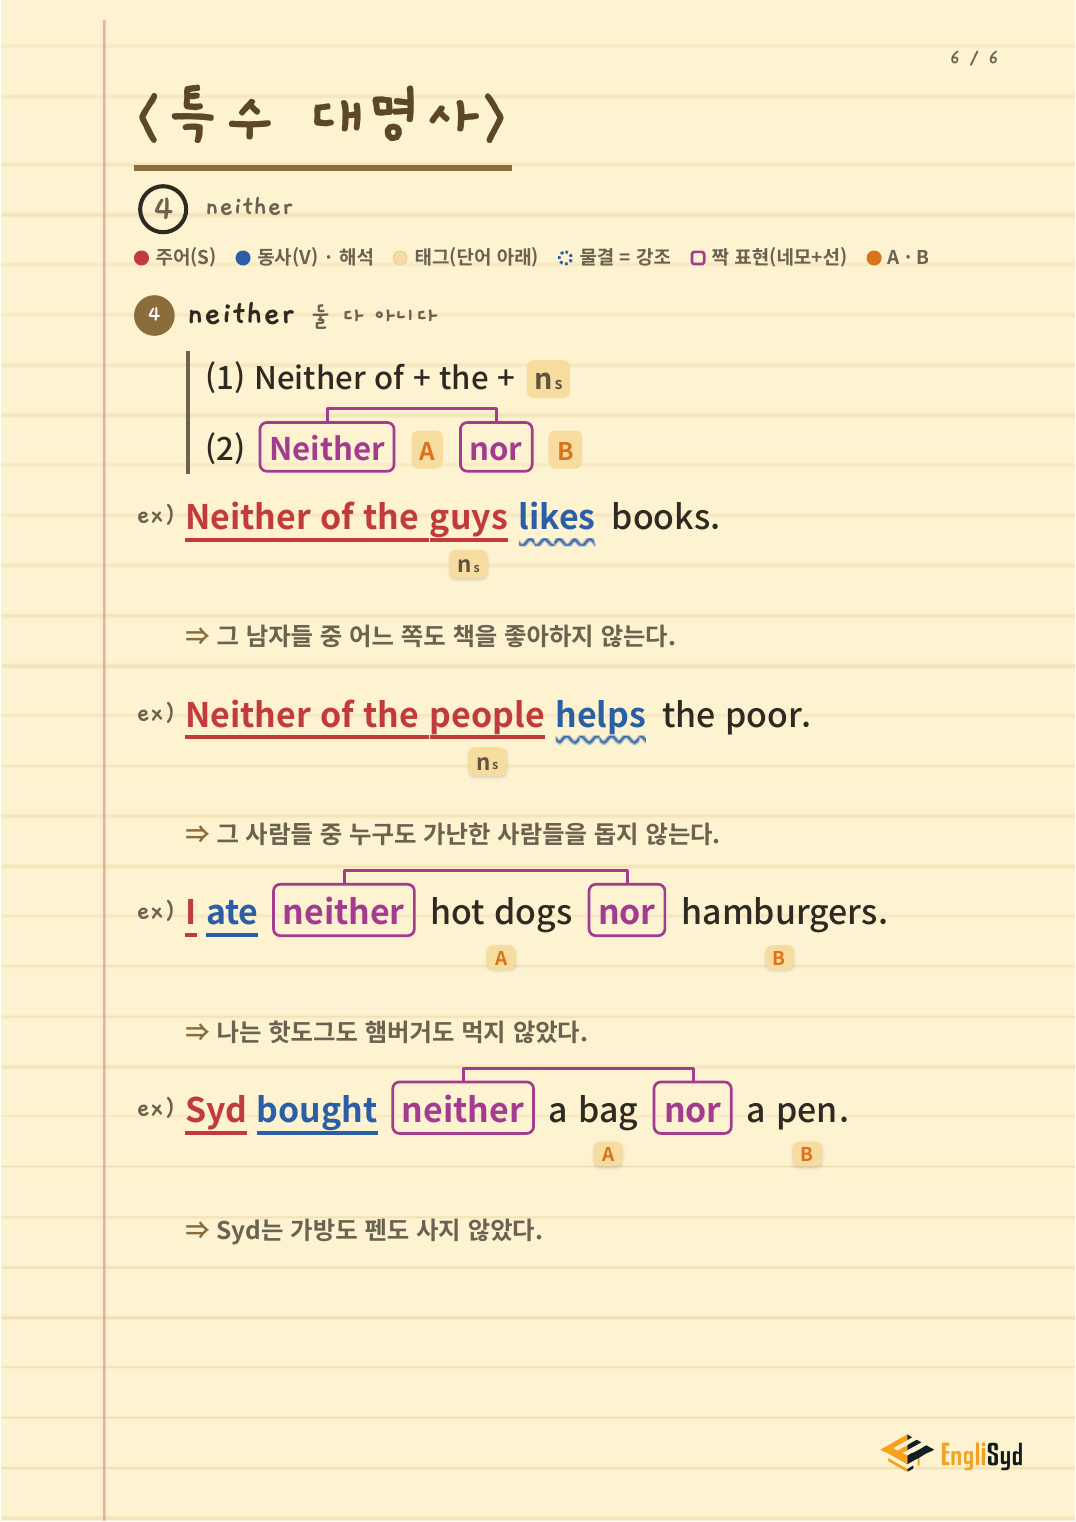 6 / 6
<특수 대명사>
4 neither
주어(S) 동사(V) · 해석 태그(단어 아래) 물결 = 강조 짝 표현(네모+선) A · B
4 neither 둘 다 아니다
(1) Neither of + the + ns
(2) Neither A nor B
ex) Neither of the guys likes books.
ns
⇒ 그 남자들 중 어느 쪽도 책을 좋아하지 않는다.
ex) Neither of the people helps the poor.
ns
⇒ 그 사람들 중 누구도 가난한 사람들을 돕지 않는다.
ex) I ate neither hot dogs nor hamburgers.
A B
⇒ 나는 핫도그도 햄버거도 먹지 않았다.
ex) Syd bought neither a bag nor a pen.
A B
⇒ Syd는 가방도 펜도 사지 않았다.
EngliSyd